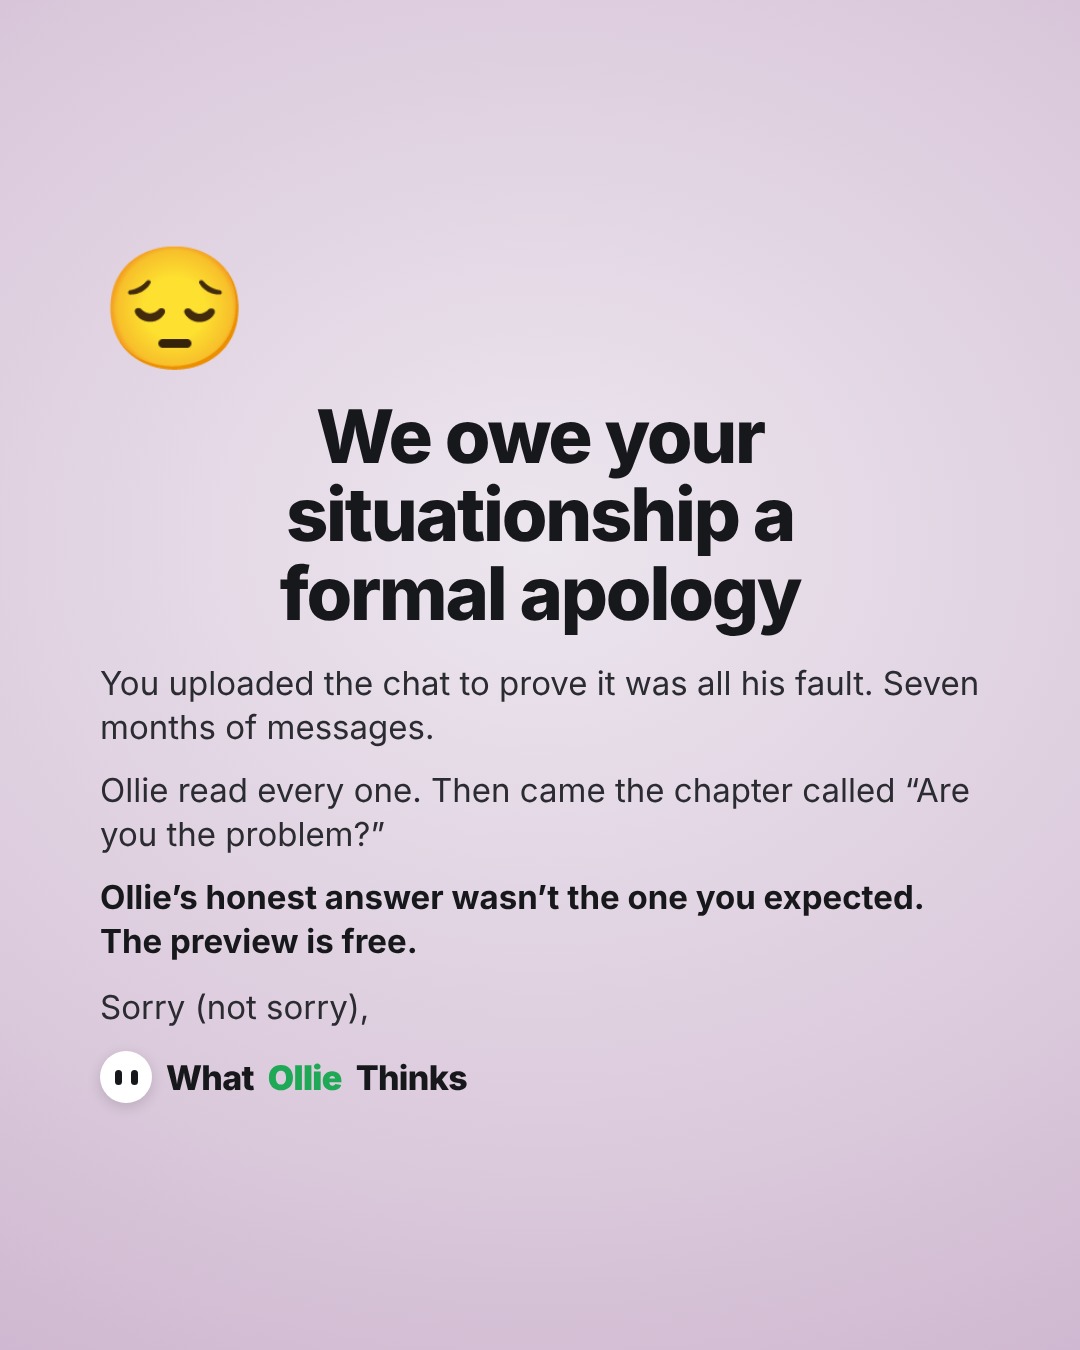 We owe your
situationship a
formal apology
You uploaded the chat to prove it was all his fault. Seven
months of messages.
Ollie read every one. Then came the chapter called “Are
you the problem?”
Ollie’s honest answer wasn’t the one you expected.
The preview is free.
Sorry (not sorry),
What Ollie Thinks